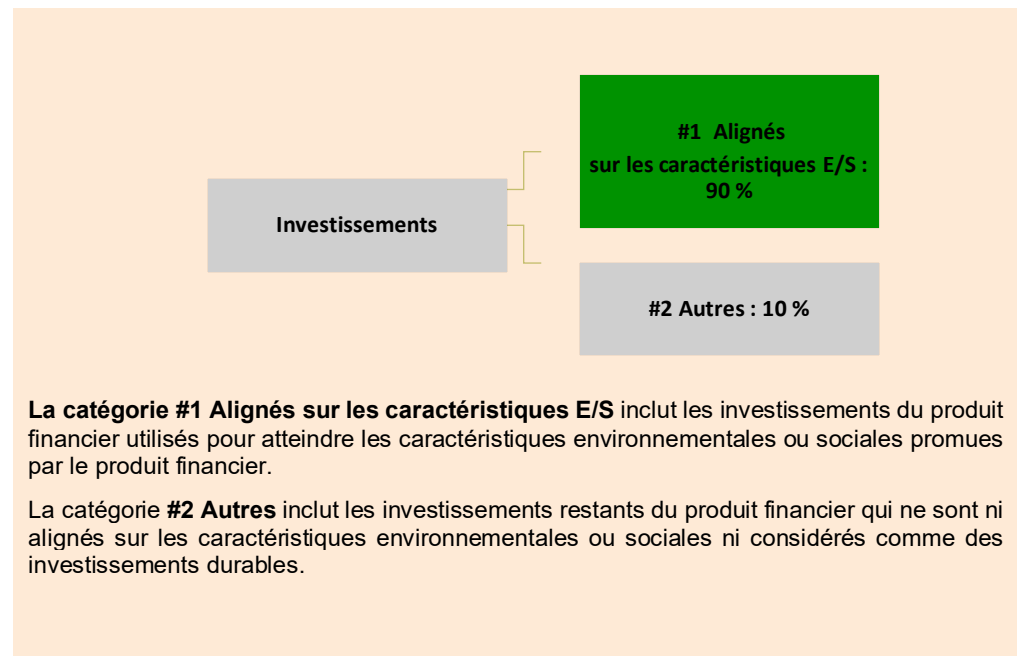 #1 Alignés
sur les caractéristiques E/S :
90 %
Investissements
#2 Autres : 10 %
La catégorie #1 Alignés sur les caractéristiques E/S inclut les investissements du produit
financier utilisés pour atteindre les caractéristiques environnementales ou sociales promues
par le produit financier.
La catégorie #2 Autres inclut les investissements restants du produit financier qui ne sont ni
alignés sur les caractéristiques environnementales ou sociales ni considérés comme des
investissements durables.